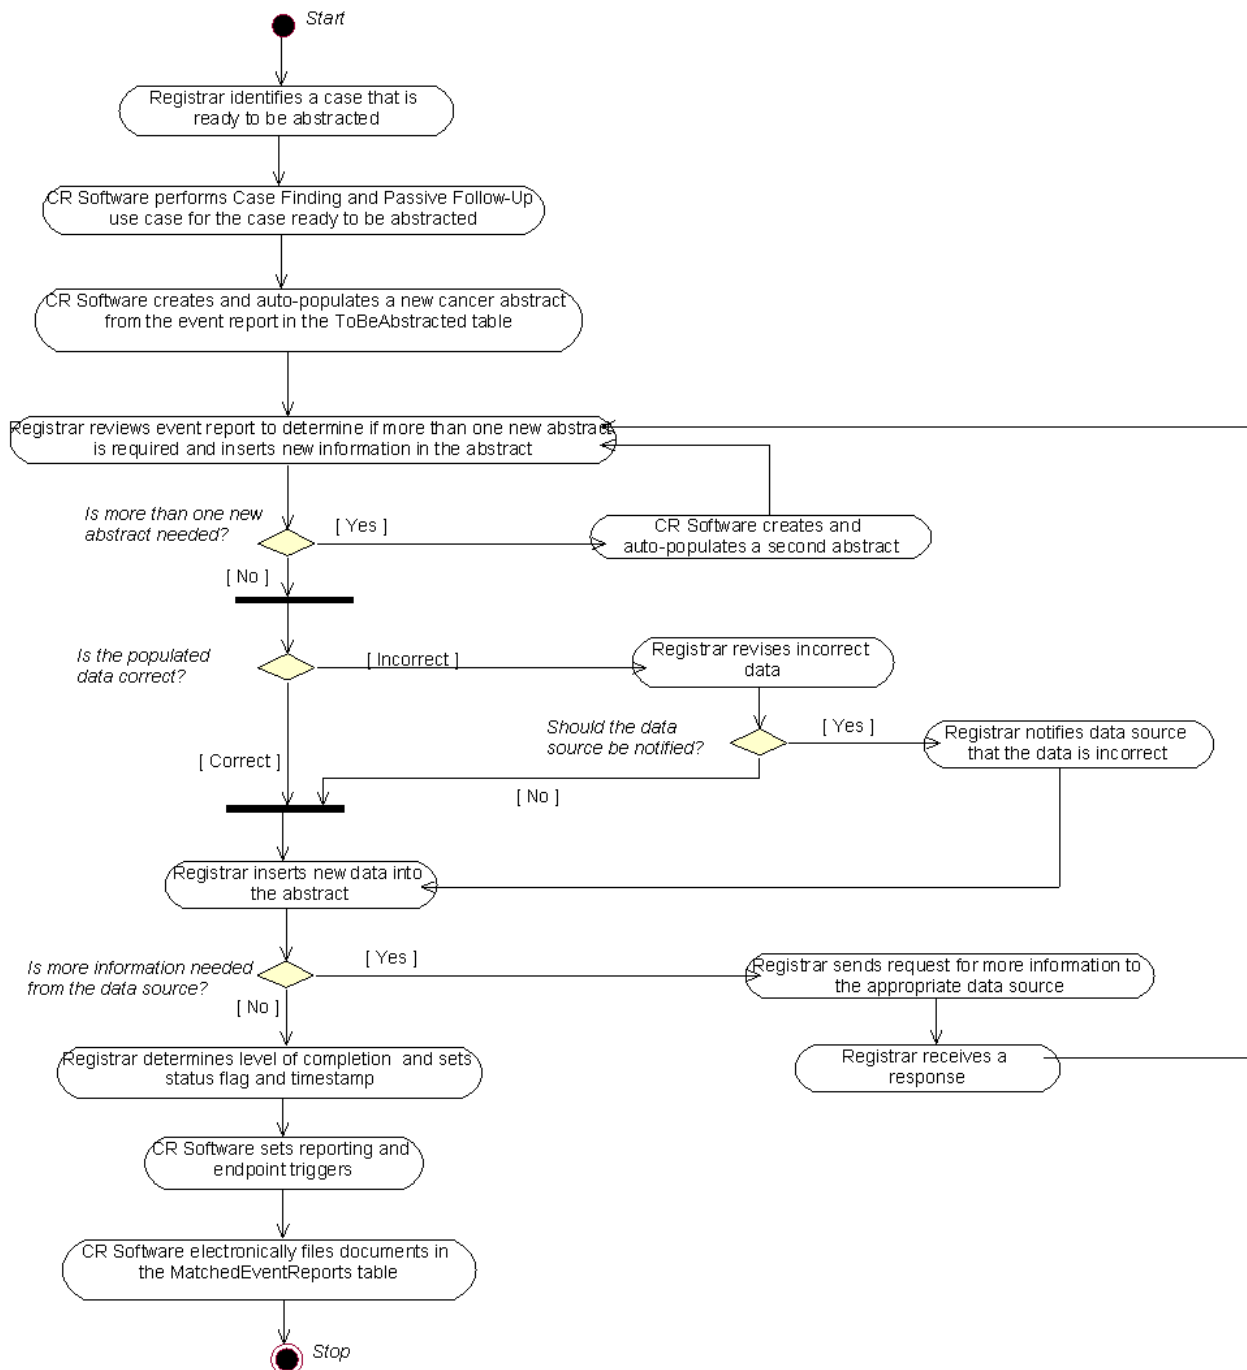 Start
Registrar identifies a case that is
ready to be abstracted
CR Software performs Case Finding and Passive Follow-Up
use case for the case ready to be abstracted
CR Software creates and auto-populates a new cancer abstract
from the event report in the ToBeAbstracted table
Registrar reviews event report to determine if more than one new abstract
is required and inserts new information in the abstract
Is more than one new
abstract needed?
[ Yes ]
CR Software creates and
auto-populates a second abstract
[ No ]
Is the populated
data correct?
[ Incorrect ]
Registrar revises incorrect
data
Should the data
source be notified?
[ Yes ]
Registrar notifies data source
that the data is incorrect
[ Correct ]
[ No ]
Registrar inserts new data into
the abstract
Is more information needed
from the data source?
[ Yes ]
Registrar sends request for more information to
the appropriate data source
[ No ]
Registrar determines level of completion and sets
status flag and timestamp
Registrar receives a
response
CR Software sets reporting and
endpoint triggers
CR Software electronically files documents in
the MatchedEventReports table
Stop